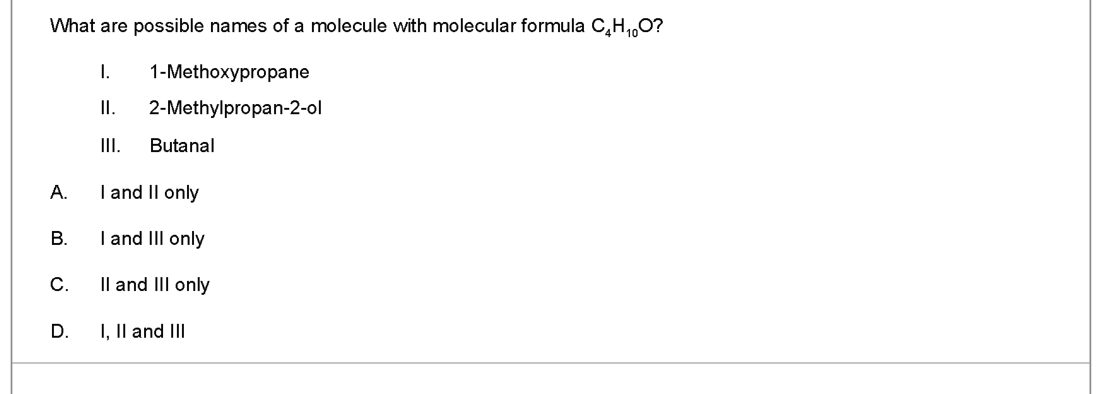 What are possible names of a molecule with molecular formula C₄H₁₀O?
I. 1-Methoxypropane
II. 2-Methylpropan-2-ol
III. Butanal
A. I and II only
B. I and III only
C. II and III only
D. I, II and III